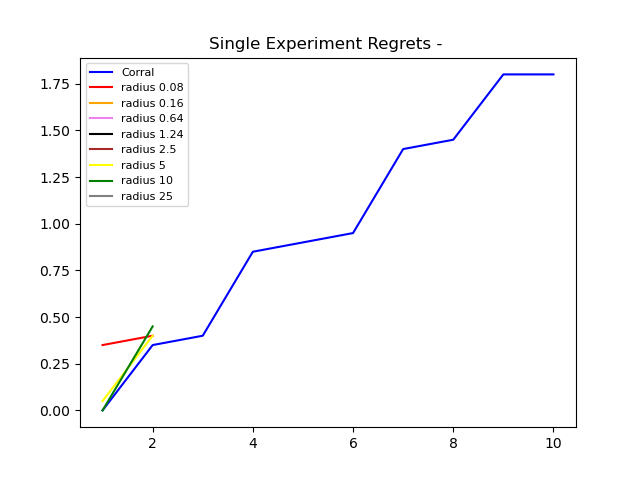 Single Experiment Regrets -
Corral
radius 0.08
radius 0.16
radius 0.64
radius 1.24
radius 2.5
radius 5
radius 10
radius 25
1.75
1.50
1.25
1.00
0.75
0.50
0.25
0.00
2 4 6 8 10